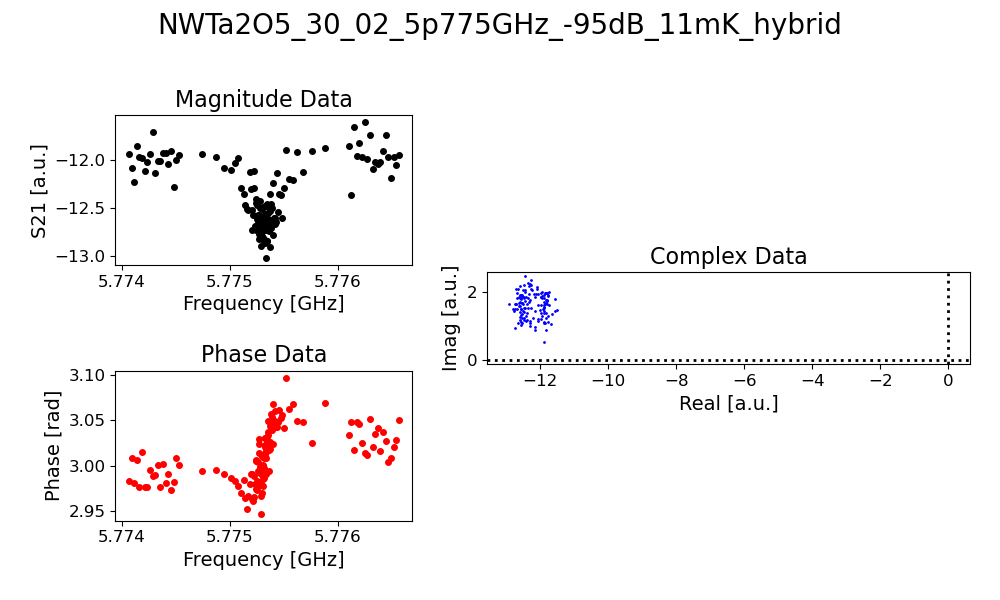 NWTa2O5_30_02_5p775GHz_-95dB_11mK_hybrid
Magnitude Data
S21 [a.u.]
−12.0
−12.5
−13.0
5.774
5.775
5.776
Frequency [GHz]
Phase Data
Phase [rad]
3.10
3.05
3.00
2.95
5.774
5.775
5.776
Frequency [GHz]
Complex Data
Imag [a.u.]
2
0
−12
−10
−8
−6
−4
−2
0
Real [a.u.]